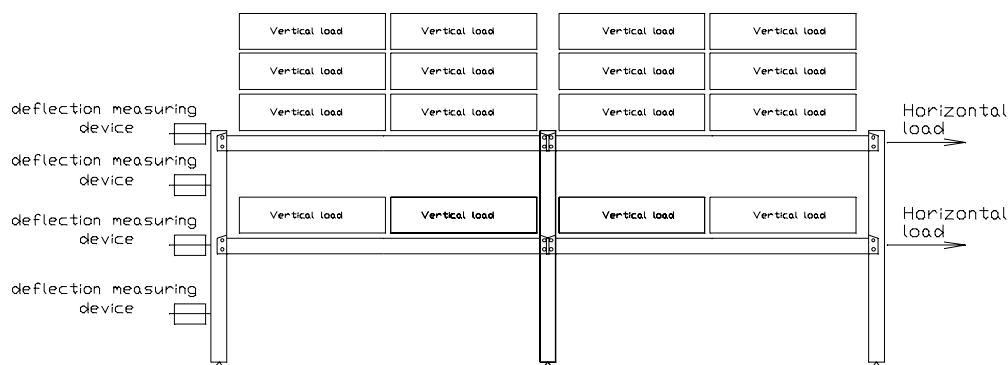 Vertical load Vertical load Vertical load Vertical load
Vertical load Vertical load Vertical load Vertical load
Vertical load Vertical load Vertical load Vertical load
deflection measuring
device
Horizontal
load
deflection measuring
device
Vertical load Vertical load Vertical load Vertical load
deflection measuring
device
Horizontal
load
deflection measuring
device